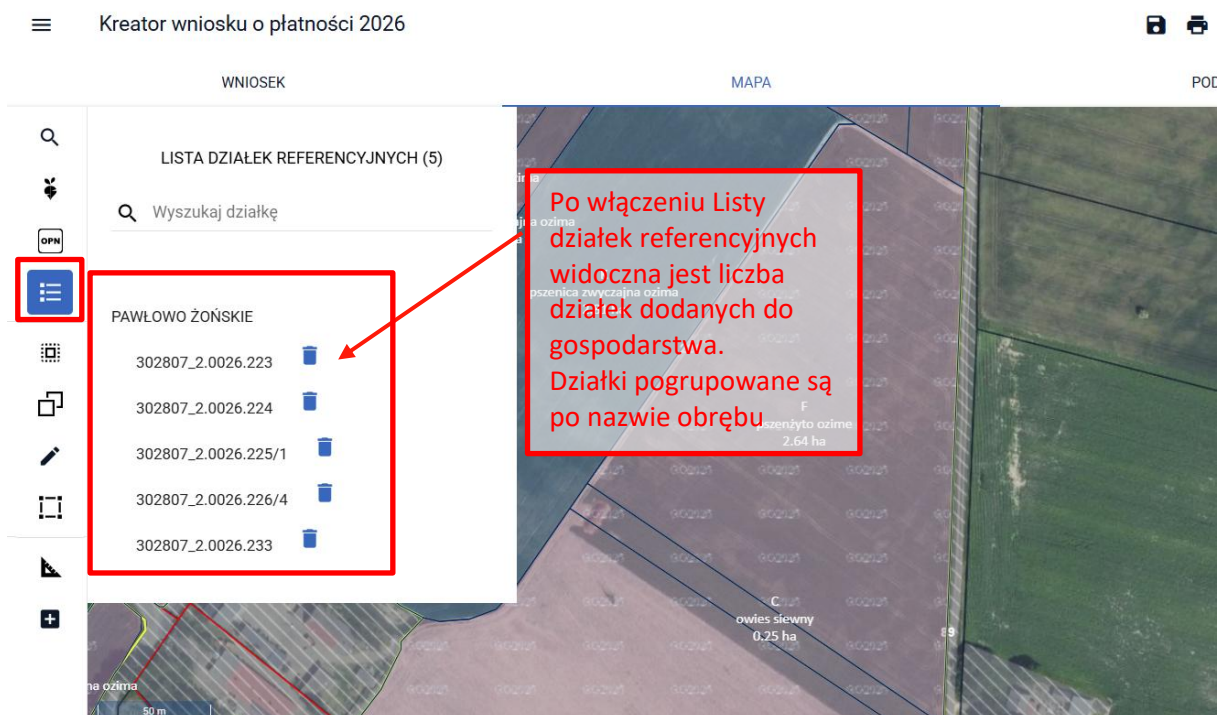 Kreator wniosku o płatności 2026
WNIOSEK
MAPA
POD
LISTA DZIAŁEK REFERENCYJNYCH (5)
Wyszukaj działkę
OPN
PAWŁOWO ŻOŃSKIE
302807_2.0026.223
302807_2.0026.224
302807_2.0026.225/1
302807_2.0026.226/4
302807_2.0026.233
Po włączeniu Listy
działek referencyjnych
widoczna jest liczba
działek dodanych do
gospodarstwa.
Działki pogrupowane są
po nazwie obrębu
pszenica zwyczajna ozima
F
pszenżyto ozime
2.64 ha
C
owies siewny
0.25 ha
89
na ozima
50 m